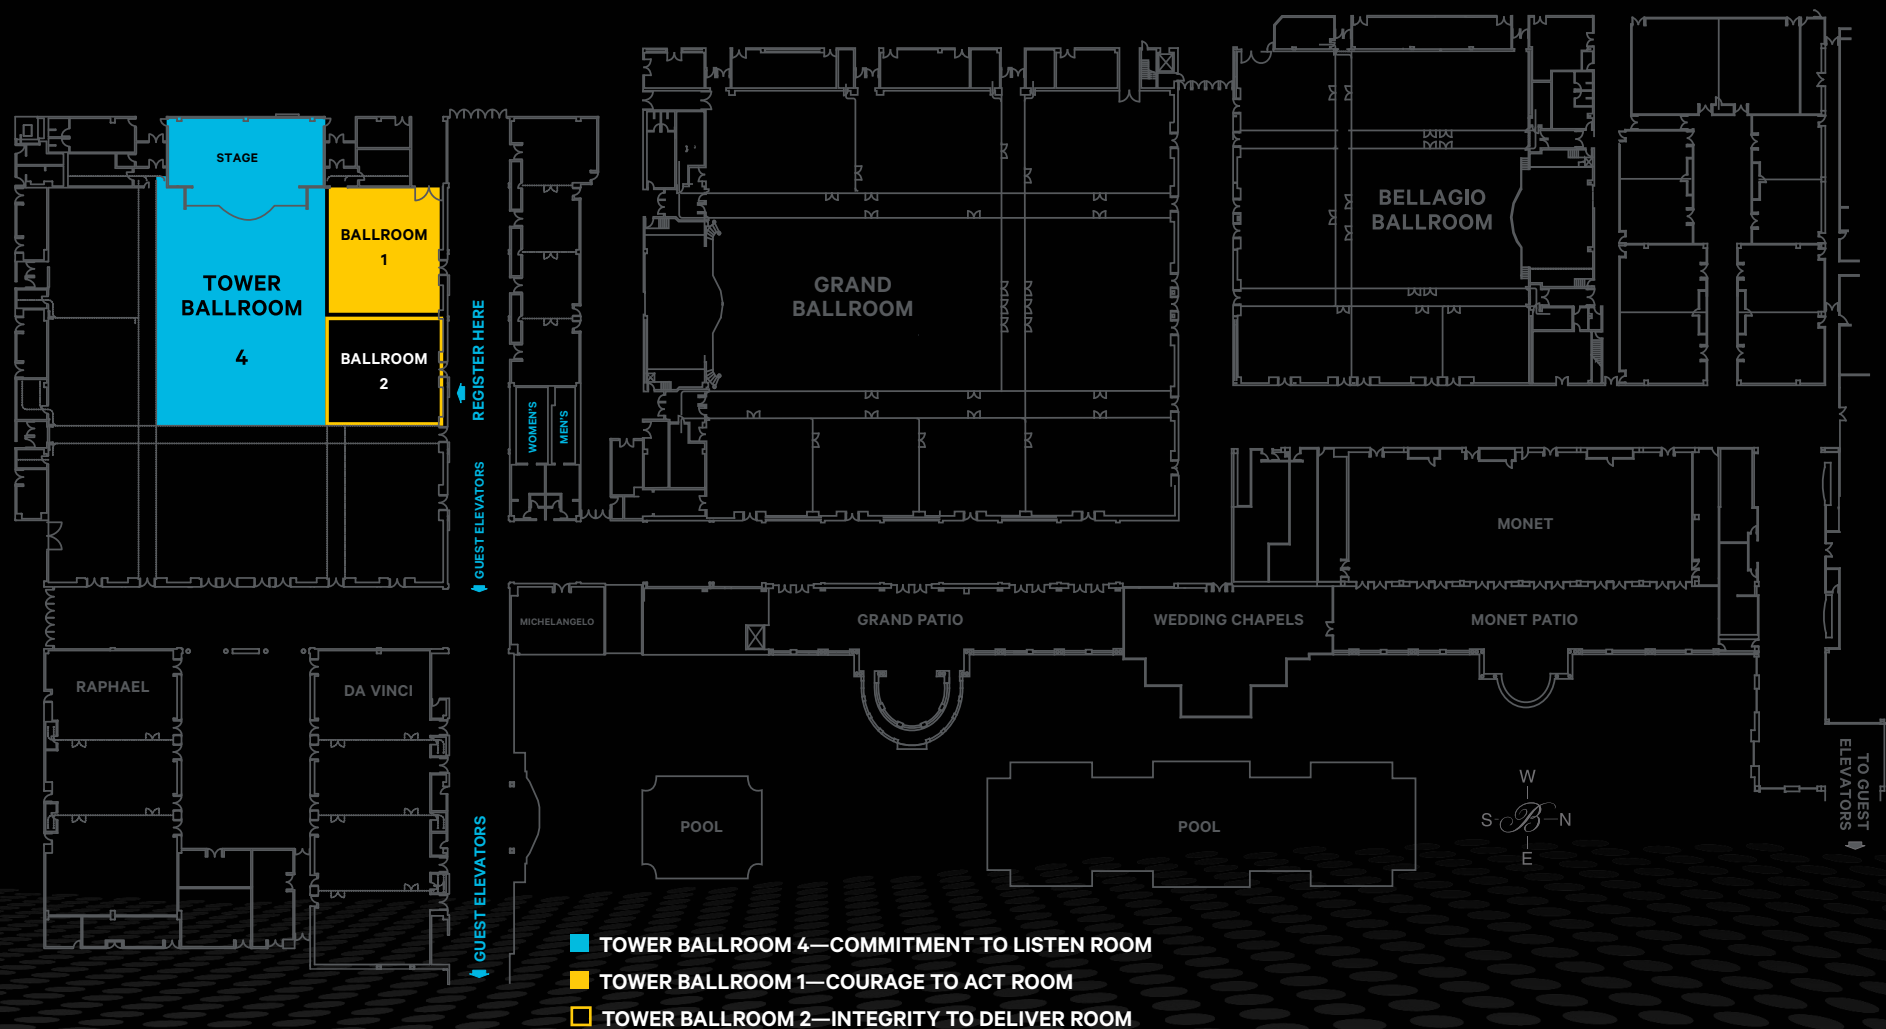 STAGE
BALLROOM
1
TOWER
BALLROOM
4
BALLROOM
2
REGISTER HERE
WOMEN'S
MEN'S
GUEST ELEVATORS
GRAND
BALLROOM
BELLAGIO
BALLROOM
MONET
MICHELANGELO
GRAND PATIO
WEDDING CHAPELS
MONET PATIO
RAPHAEL
DA VINCI
POOL
POOL
W
S B N
E
TO GUEST
ELEVATORS
GUEST ELEVATORS
TOWER BALLROOM 4—COMMITMENT TO LISTEN ROOM
TOWER BALLROOM 1—COURAGE TO ACT ROOM
TOWER BALLROOM 2—INTEGRITY TO DELIVER ROOM